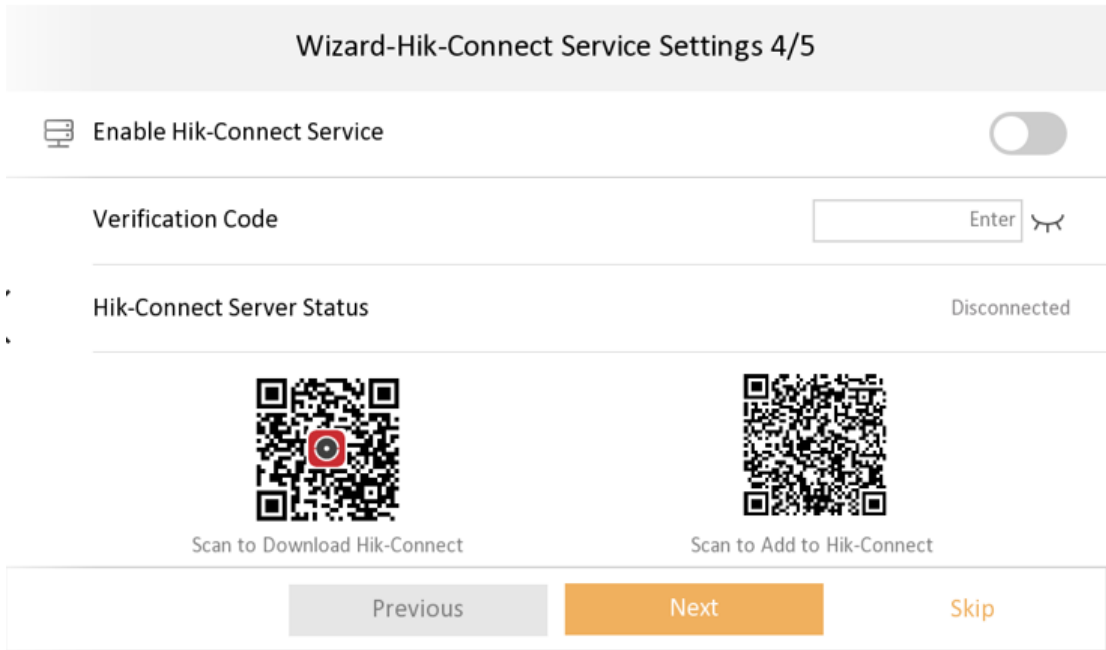 Wizard-Hik-Connect Service Settings 4/5
Enable Hik-Connect Service
Verification Code
Enter
Hik-Connect Server Status
Disconnected
Scan to Download Hik-Connect
Scan to Add to Hik-Connect
Previous
Next
Skip